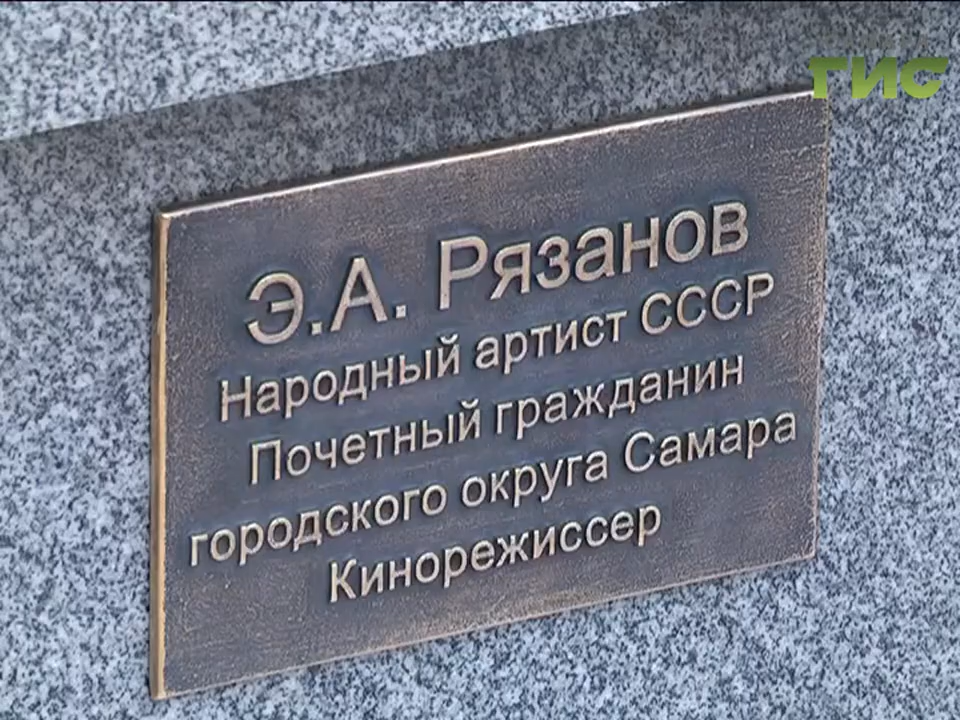 ГИС
Э.А. Рязанов
Народный артист СССР
Почетный гражданин
городского округа Самара
Кинорежиссер